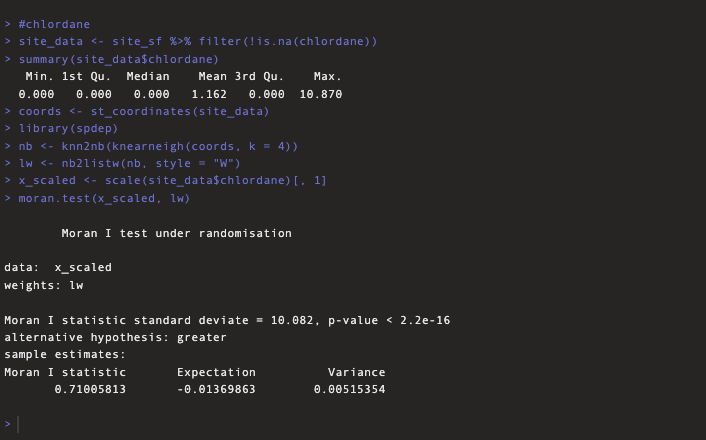 > #chlordane
> site_data <- site_sf %>% filter(!is.na(chlordane))
> summary(site_data$chlordane)
   Min. 1st Qu.  Median    Mean 3rd Qu.    Max.
  0.000   0.000   0.000   1.162   0.000  10.870
> coords <- st_coordinates(site_data)
> library(spdep)
> nb <- knn2nb(knearneigh(coords, k = 4))
> lw <- nb2listw(nb, style = "W")
> x_scaled <- scale(site_data$chlordane)[, 1]
> moran.test(x_scaled, lw)

        Moran I test under randomisation

data:  x_scaled
weights: lw

Moran I statistic standard deviate = 10.082, p-value < 2.2e-16
alternative hypothesis: greater
sample estimates:
Moran I statistic       Expectation          Variance
       0.71005813       -0.01369863        0.00515354

>